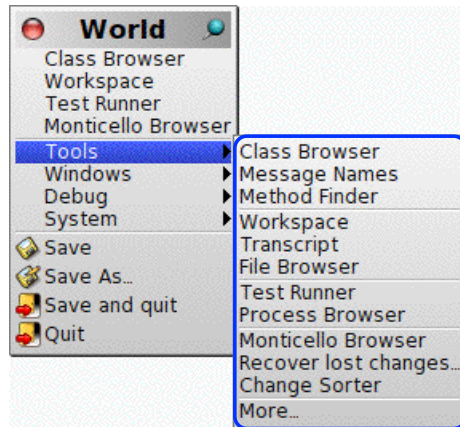 World
Class Browser
Workspace
Test Runner
Monticello Browser
Tools
Windows
Debug
System
Save
Save As...
Save and quit
Quit
Class Browser
Message Names
Method Finder
Workspace
Transcript
File Browser
Test Runner
Process Browser
Monticello Browser
Recover lost changes...
Change Sorter
More...